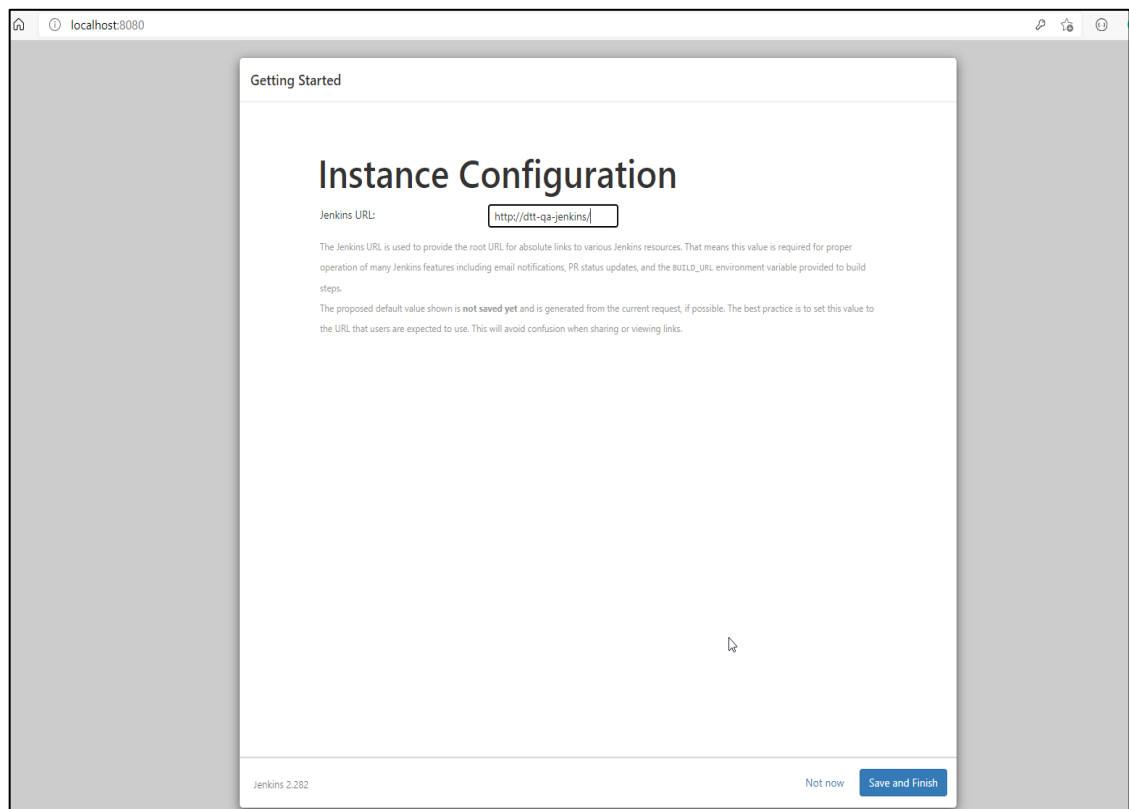 localhost:8080
Getting Started
Instance Configuration
Jenkins URL:
http://dtt-qa-jenkins/
The Jenkins URL is used to provide the root URL for absolute links to various Jenkins resources. That means this value is required for proper
operation of many Jenkins features including email notifications, PR status updates, and the BUILD_URL environment variable provided to build
steps.
The proposed default value shown is not saved yet and is generated from the current request, if possible. The best practice is to set this value to
the URL that users are expected to use. This will avoid confusion when sharing or viewing links.
Jenkins 2.282
Not now
Save and Finish